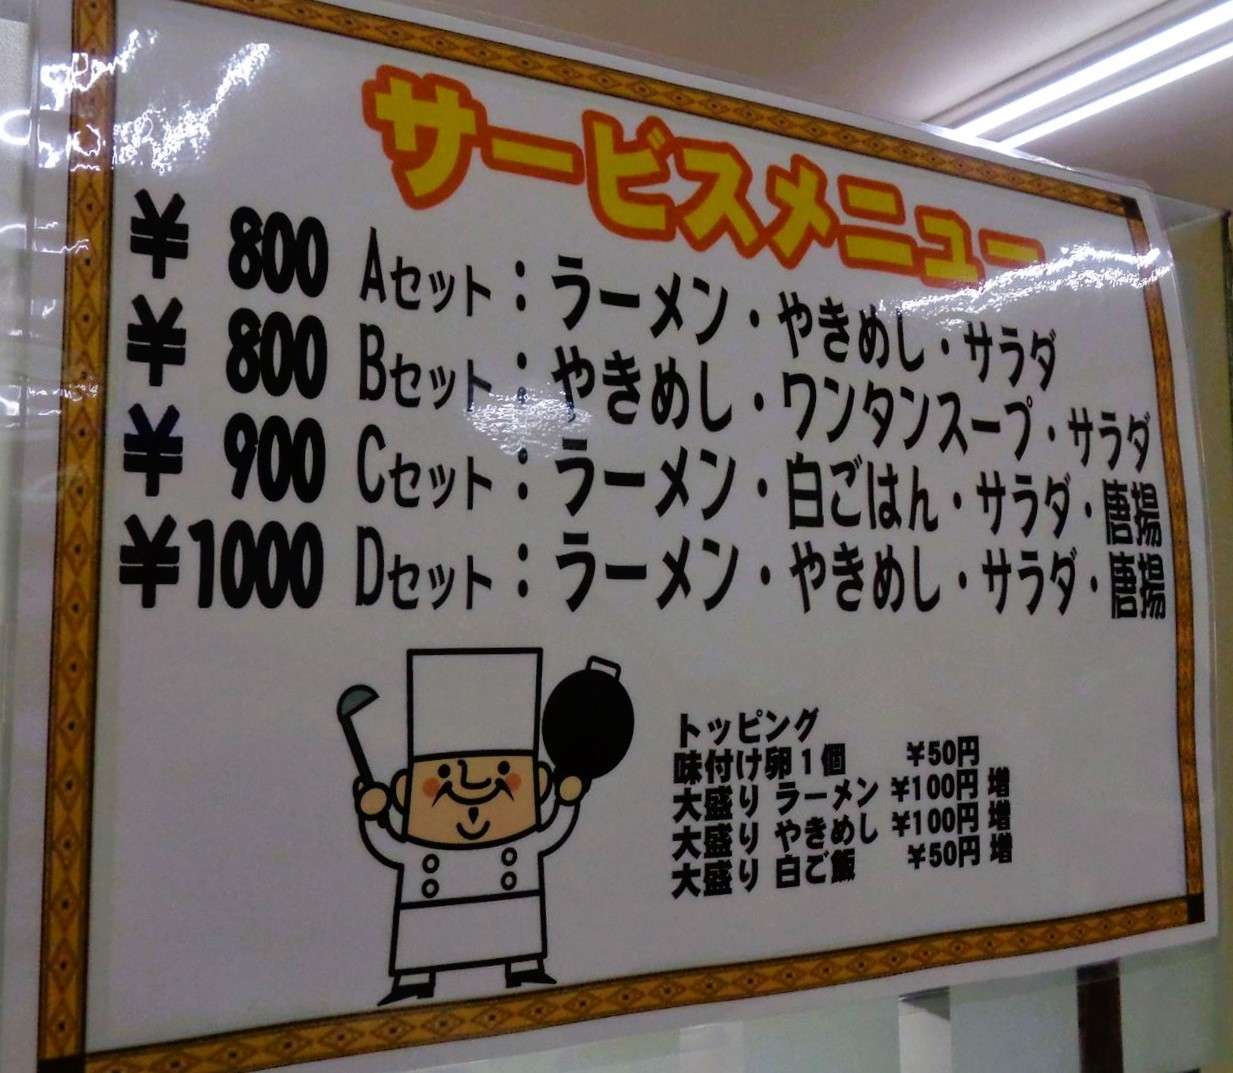 サービスメニュー
¥ 800 Aセット：ラーメン・やきめし・サラダ
¥ 800 Bセット：やきめし・ワンタンスープ・サラダ
¥ 900 Cセット：ラーメン・白ごはん・サラダ・唐揚
¥1000 Dセット：ラーメン・やきめし・サラダ・唐揚
トッピング
味付け卵1個 ¥50円
大盛り ラーメン ¥100円 増
大盛り やきめし ¥100円 増
大盛り 白ご飯 ¥50円 増